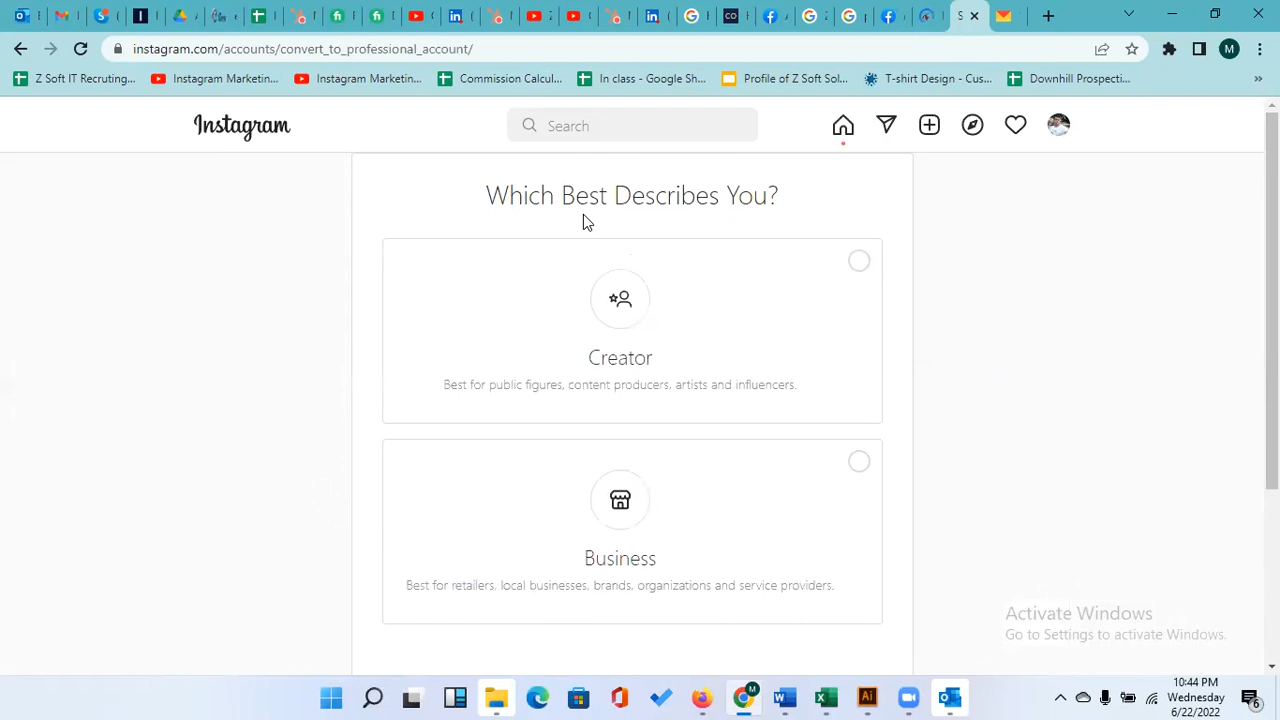 S
instagram.com/accounts/convert_to_professional_account/
M
Z Soft IT Recruting...
Instagram Marketin...
Instagram Marketin...
Commission Calcul...
In class - Google Sh...
Profile of Z Soft Sol...
T-shirt Design - Cus...
Downhill Prospecti...
»
Instagram
Search
Which Best Describes You?
Creator
Best for public figures, content producers, artists and influencers.
Business
Best for retailers, local businesses, brands, organizations and service providers.
Activate Windows
Go to Settings to activate Windows.
10:44 PM
Wednesday
6/22/2022
6